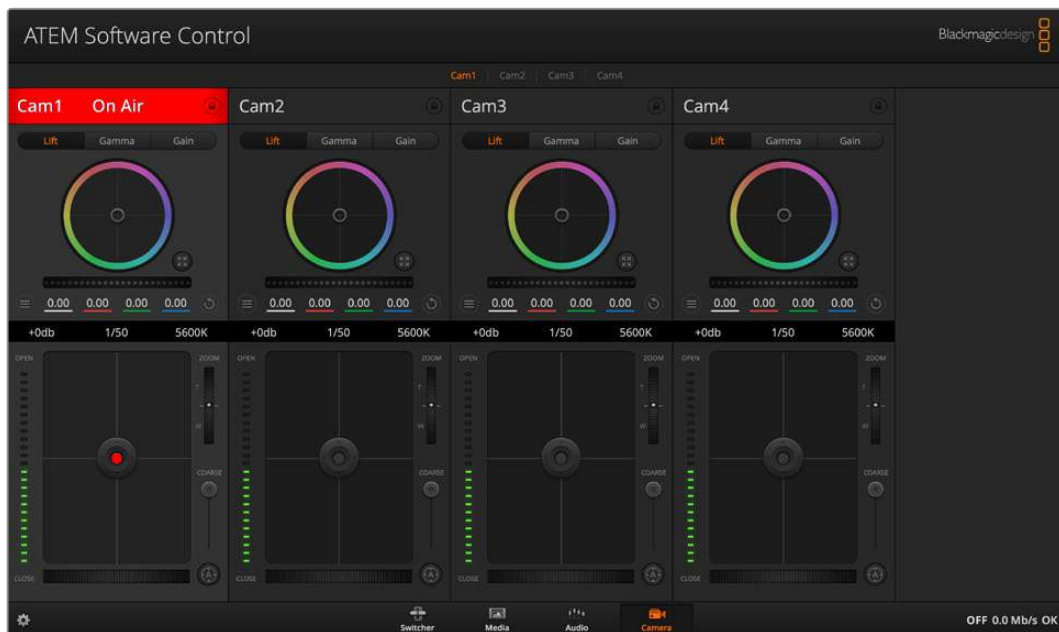 ATEM Software Control
Blackmagicdesign
Cam1 Cam2 Cam3 Cam4
Cam1 On Air
Cam2
Cam3
Cam4
Lift Gamma Gain
Lift Gamma Gain
Lift Gamma Gain
Lift Gamma Gain
0.00 0.00 0.00 0.00
0.00 0.00 0.00 0.00
0.00 0.00 0.00 0.00
0.00 0.00 0.00 0.00
+0db 1/50 5600K
+0db 1/50 5600K
+0db 1/50 5600K
+0db 1/50 5600K
OPEN ZOOM
OPEN ZOOM
OPEN ZOOM
OPEN ZOOM
T
T
T
T
W
W
W
W
COARSE
COARSE
COARSE
COARSE
CLOSE A
CLOSE A
CLOSE A
CLOSE A
4
Switcher Media Audio Camera
OFF 0.0 Mb/s OK